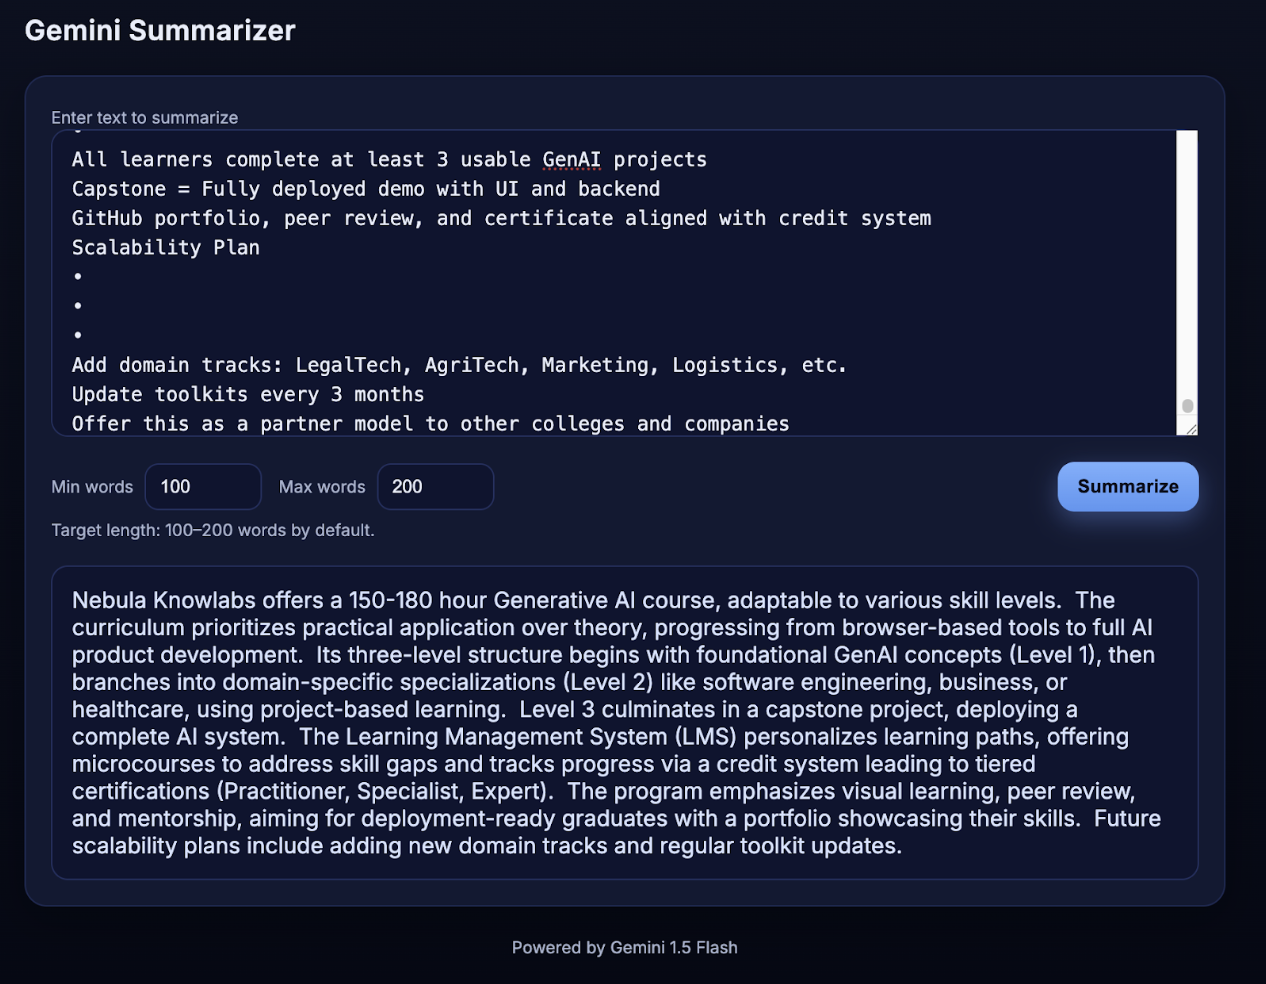 Gemini Summarizer
Enter text to summarize
•
All learners complete at least 3 usable GenAI projects
Capstone = Fully deployed demo with UI and backend
GitHub portfolio, peer review, and certificate aligned with credit system
Scalability Plan
•
•
•
Add domain tracks: LegalTech, AgriTech, Marketing, Logistics, etc.
Update toolkits every 3 months
Offer this as a partner model to other colleges and companies
Min words 100 Max words 200 Summarize
Target length: 100–200 words by default.
Nebula Knowlabs offers a 150-180 hour Generative AI course, adaptable to various skill levels.  The
curriculum prioritizes practical application over theory, progressing from browser-based tools to full AI
product development.  Its three-level structure begins with foundational GenAI concepts (Level 1), then
branches into domain-specific specializations (Level 2) like software engineering, business, or
healthcare, using project-based learning.  Level 3 culminates in a capstone project, deploying a
complete AI system.  The Learning Management System (LMS) personalizes learning paths, offering
microcourses to address skill gaps and tracks progress via a credit system leading to tiered
certifications (Practitioner, Specialist, Expert).  The program emphasizes visual learning, peer review,
and mentorship, aiming for deployment-ready graduates with a portfolio showcasing their skills.  Future
scalability plans include adding new domain tracks and regular toolkit updates.
Powered by Gemini 1.5 Flash